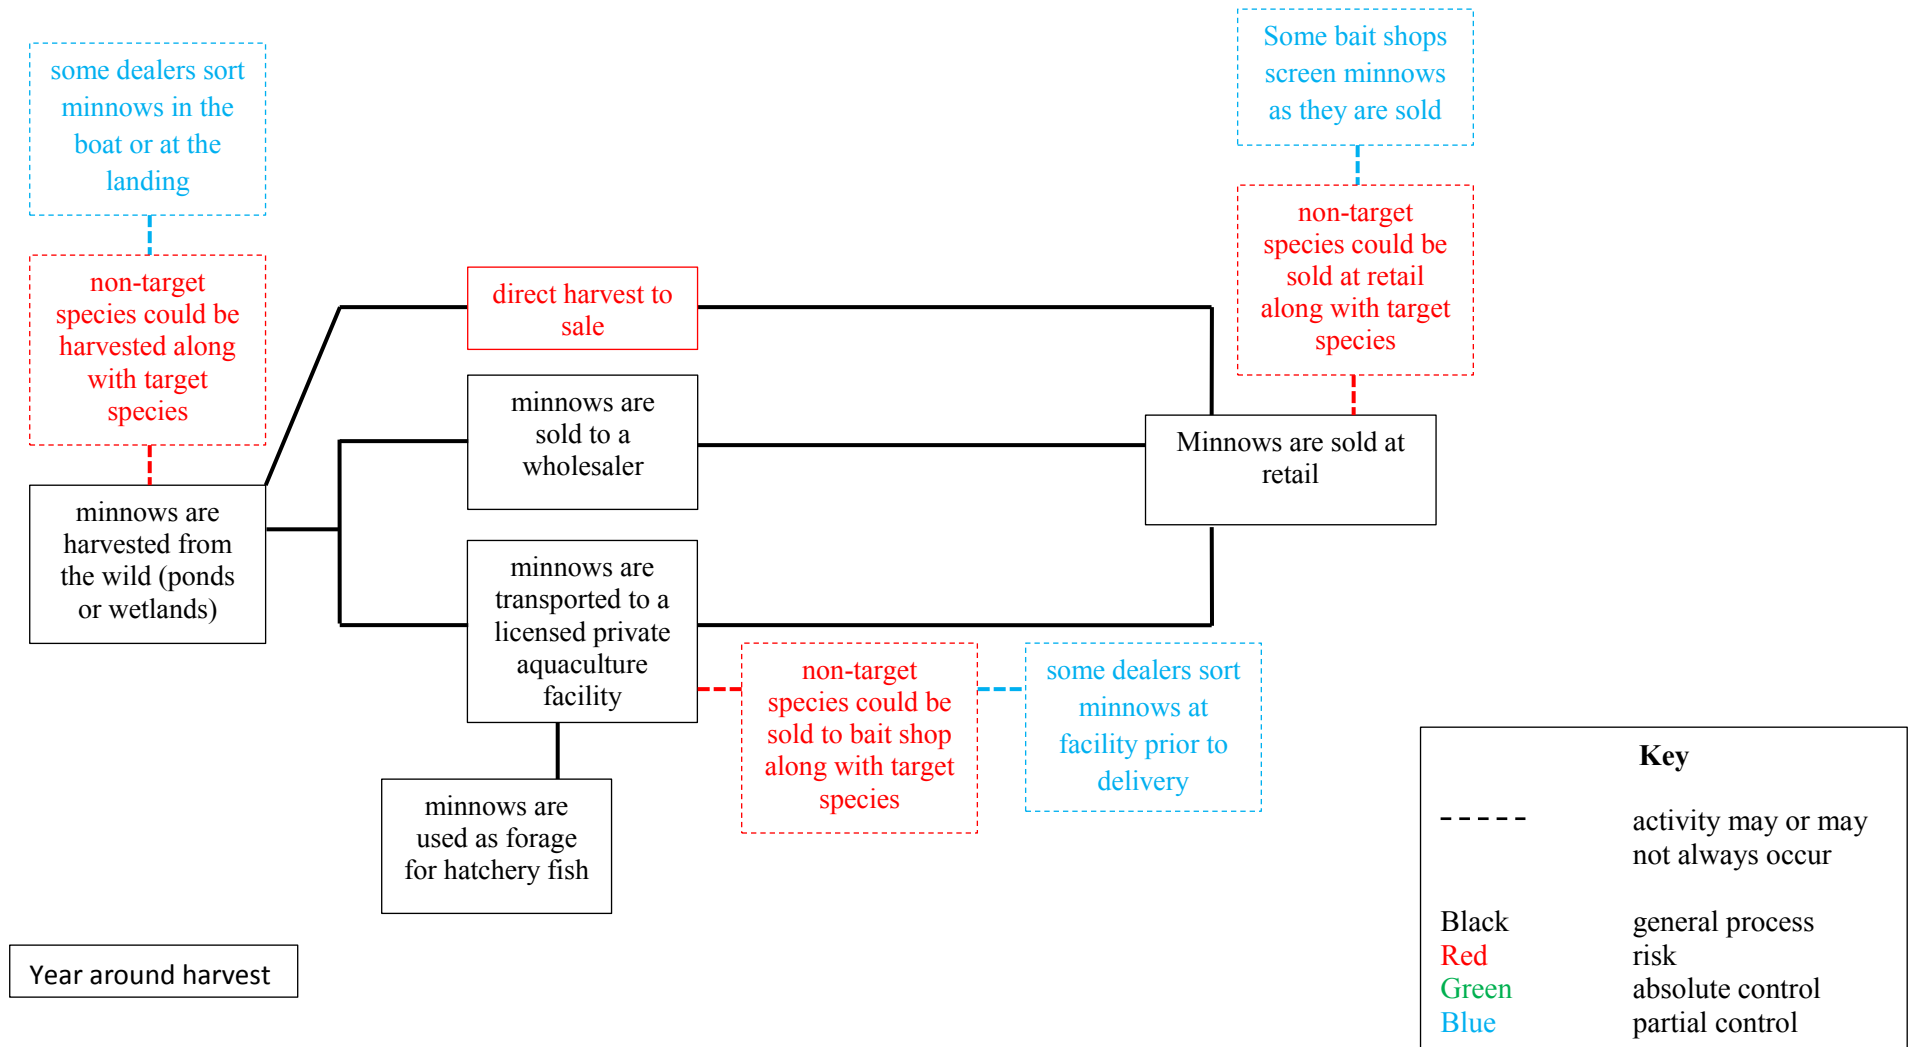 some dealers sort
minnows in the
boat or at the
landing
non-target
species could be
harvested along
with target
species
minnows are
harvested from
the wild (ponds
or wetlands)
direct harvest to
sale
minnows are
sold to a
wholesaler
minnows are
transported to a
licensed private
aquaculture
facility
minnows are
used as forage
for hatchery fish
non-target
species could be
sold to bait shop
along with target
species
some dealers sort
minnows at
facility prior to
delivery
Some bait shops
screen minnows
as they are sold
non-target
species could be
sold at retail
along with target
species
Minnows are sold at
retail
Year around harvest
Key
activity may or may
not always occur
Black general process
Red risk
Green absolute control
Blue partial control